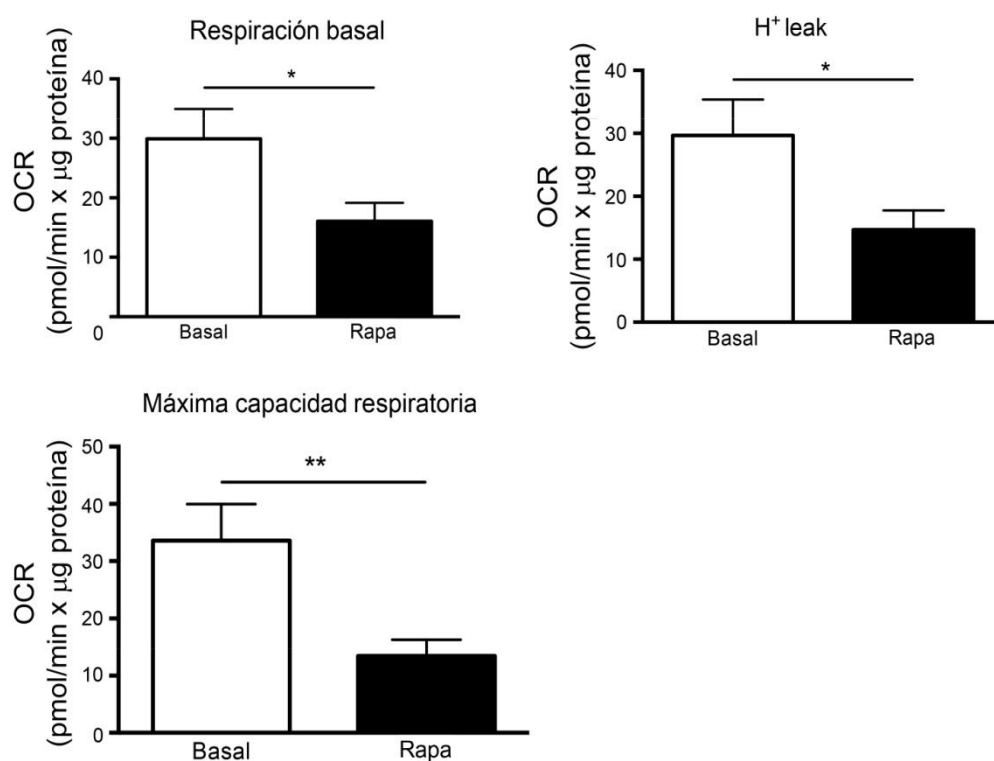 Respiración basal
OCR
(pmol/min x µg proteína)
40
30
20
10
0
*
Basal Rapa
H⁺ leak
OCR
(pmol/min x µg proteína)
40
30
20
10
0
*
Basal Rapa
Máxima capacidad respiratoria
OCR
(pmol/min x µg proteína)
50
40
30
20
10
0
**
Basal Rapa